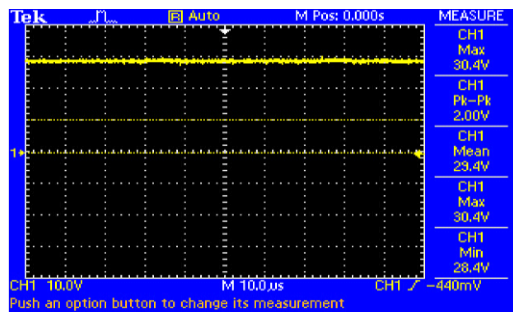 Tek R Auto M Pos: 0.000s MEASURE
CH1
Max
30.4V
CH1
Pk-Pk
2.00V
CH1
Mean
29.4V
CH1
Max
30.4V
CH1
Min
28.4V
1
CH1 10.0V M 10.0µs CH1 -440mV
Push an option button to change its measurement